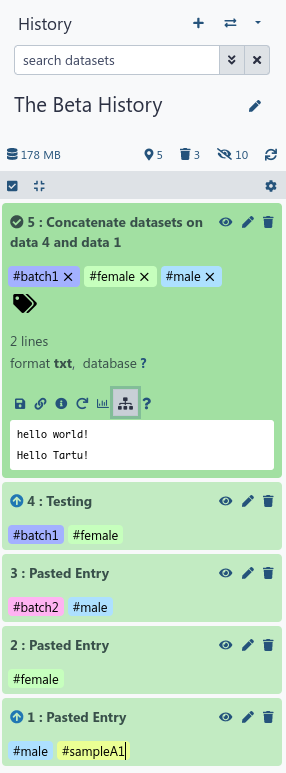 History
search datasets
The Beta History
178 MB 5 3 10
5 : Concatenate datasets on
data 4 and data 1
#batch1 × #female × #male ×
2 lines
format txt, database ?
?
hello world!
Hello Tartu!
4 : Testing
#batch1 #female
3 : Pasted Entry
#batch2 #male
2 : Pasted Entry
#female
1 : Pasted Entry
#male #sampleA1